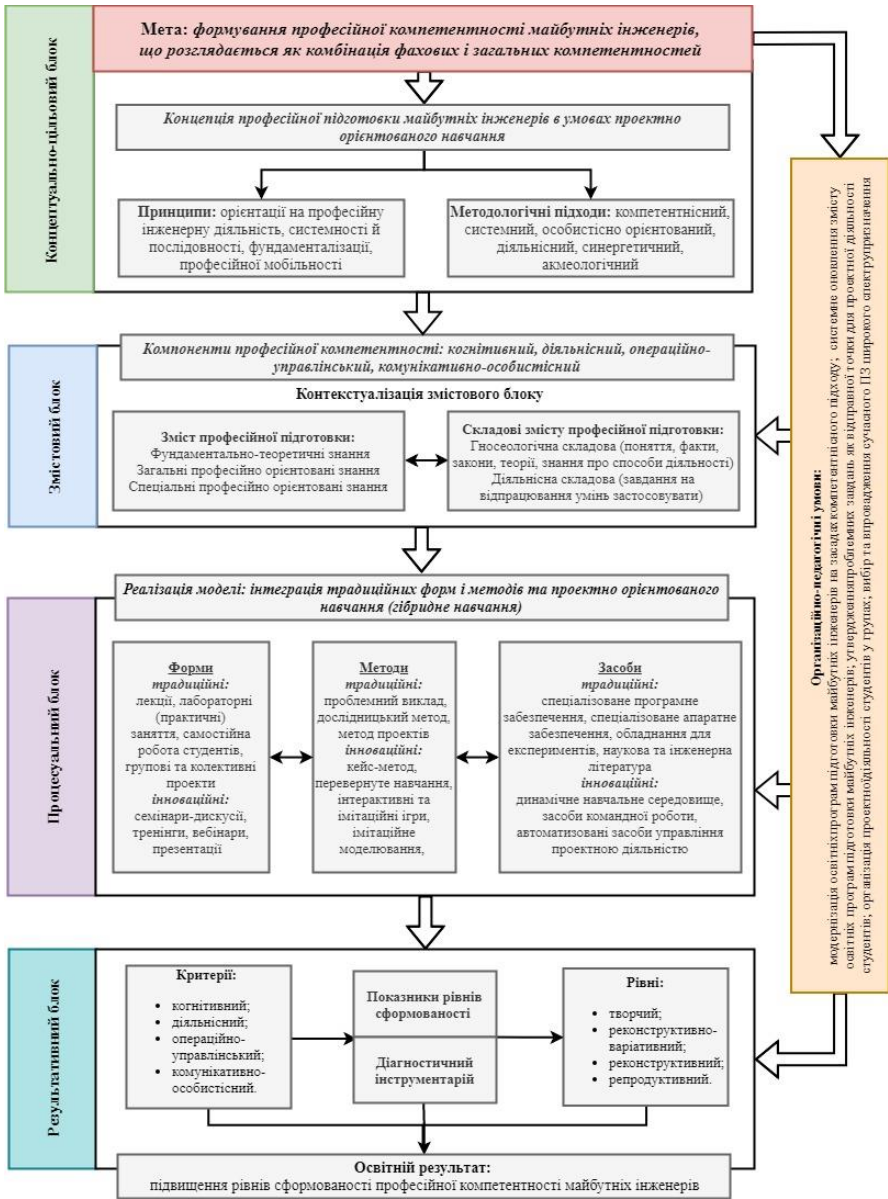 Концептуально-цільовий блок
Мета: формування професійної компетентності майбутніх інженерів,
що розглядається як комбінація фахових і загальних компетентностей
Концепція професійної підготовки майбутніх інженерів в умовах проектно
орієнтованого навчання
Принципи: орієнтації на професійну
інженерну діяльність, системності й
послідовності, фундаменталізації,
професійної мобільності
Методологічні підходи: компетентнісний,
системний, особистісно орієнтований,
діяльнісний, синергетичний,
акмеологічний
Змістовий блок
Компоненти професійної компетентності: когнітивний, діяльнісний, операційно-
управлінський, комунікативно-особистісний
Контекстуалізація змістового блоку
Зміст професійної підготовки:
Фундаментально-теоретичні знання
Загальні професійно орієнтовані знання
Спеціальні професійно орієнтовані знання
Складові змісту професійної підготовки:
Гносеологічна складова (поняття, факти,
закони, теорії, знання про способи діяльності)
Діяльнісна складова (завдання на
відпрацювання умінь застосовувати)
Процесуальний блок
Реалізація моделі: інтеграція традиційних форм і методів та проектно орієнтованого
навчання (гібридне навчання)
Форми
традиційні:
лекції, лабораторні
(практичні)
заняття, самостійна
робота студентів,
групові та колективні
проекти
інноваційні:
семінари-дискусії,
тренінги, вебінари,
презентації
Методи
традиційні:
проблемний виклад,
дослідницький метод,
метод проектів
інноваційні:
кейс-метод,
перевернуте навчання,
інтерактивні та
імітаційні ігри,
імітаційне
моделювання,
Засоби
традиційні:
спеціалізоване програмне
забезпечення, спеціалізоване апаратне
забезпечення, обладнання для
експериментів, наукова та інженерна
література
інноваційні:
динамічне навчальне середовище,
засоби командної роботи,
автоматизовані засоби управління
проектною діяльністю
Результативний блок
Критерії:
• когнітивний;
• діяльнісний;
• операційно-
управлінський;
• комунікативно-
особистісний.
Показники рівнів
сформованості
Діагностичний
інструментарій
Рівні:
• творчий;
• реконструктивно-
варіативний;
• реконструктивний;
• репродуктивний.
Освітній результат:
підвищення рівнів сформованості професійної компетентності майбутніх інженерів
Організаційно-педагогічні умови:
модернізація освітніх програм підготовки майбутніх інженерів на засадах компетентнісного підходу; системне оновлення змісту
освітніх програм підготовки майбутніх інженерів; утвердження проблемних завдань як відправної точки для проектної діяльності
студентів; організація проектної діяльності студентів у групах; вибір та впровадження сучасного ПЗ широкого спектру призначення